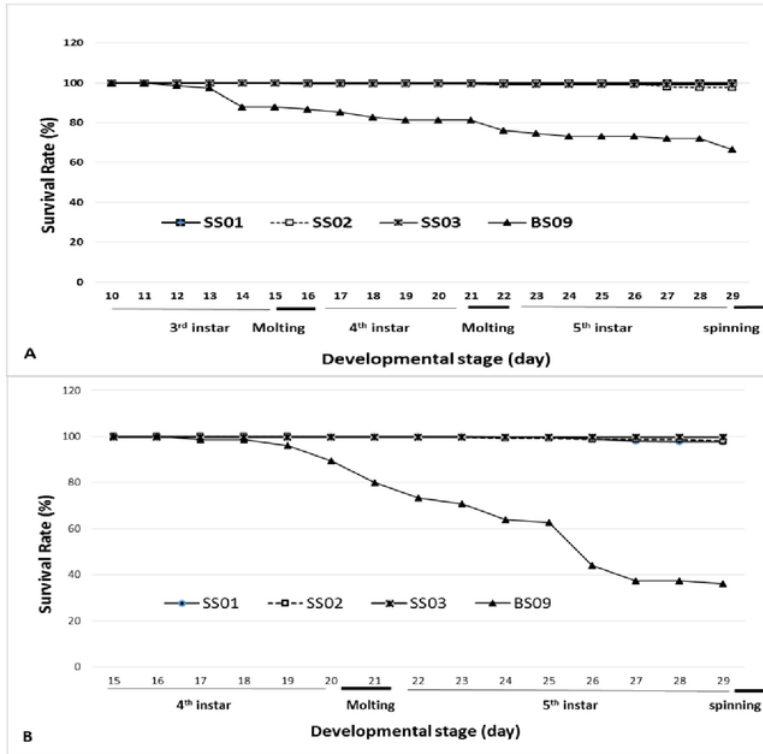 120
100
80
60
40
20
0
Survival Rate (%)
SS01 SS02 SS03 BS09
10 11 12 13 14 15 16 17 18 19 20 21 22 23 24 25 26 27 28 29
3rd instar Molting 4th instar Molting 5th instar spinning
A
Developmental stage (day)
120
100
80
60
40
20
0
Survival Rate (%)
SS01 SS02 SS03 BS09
15 16 17 18 19 20 21 22 23 24 25 26 27 28 29
4th instar Molting 5th instar spinning
B
Developmental stage (day)